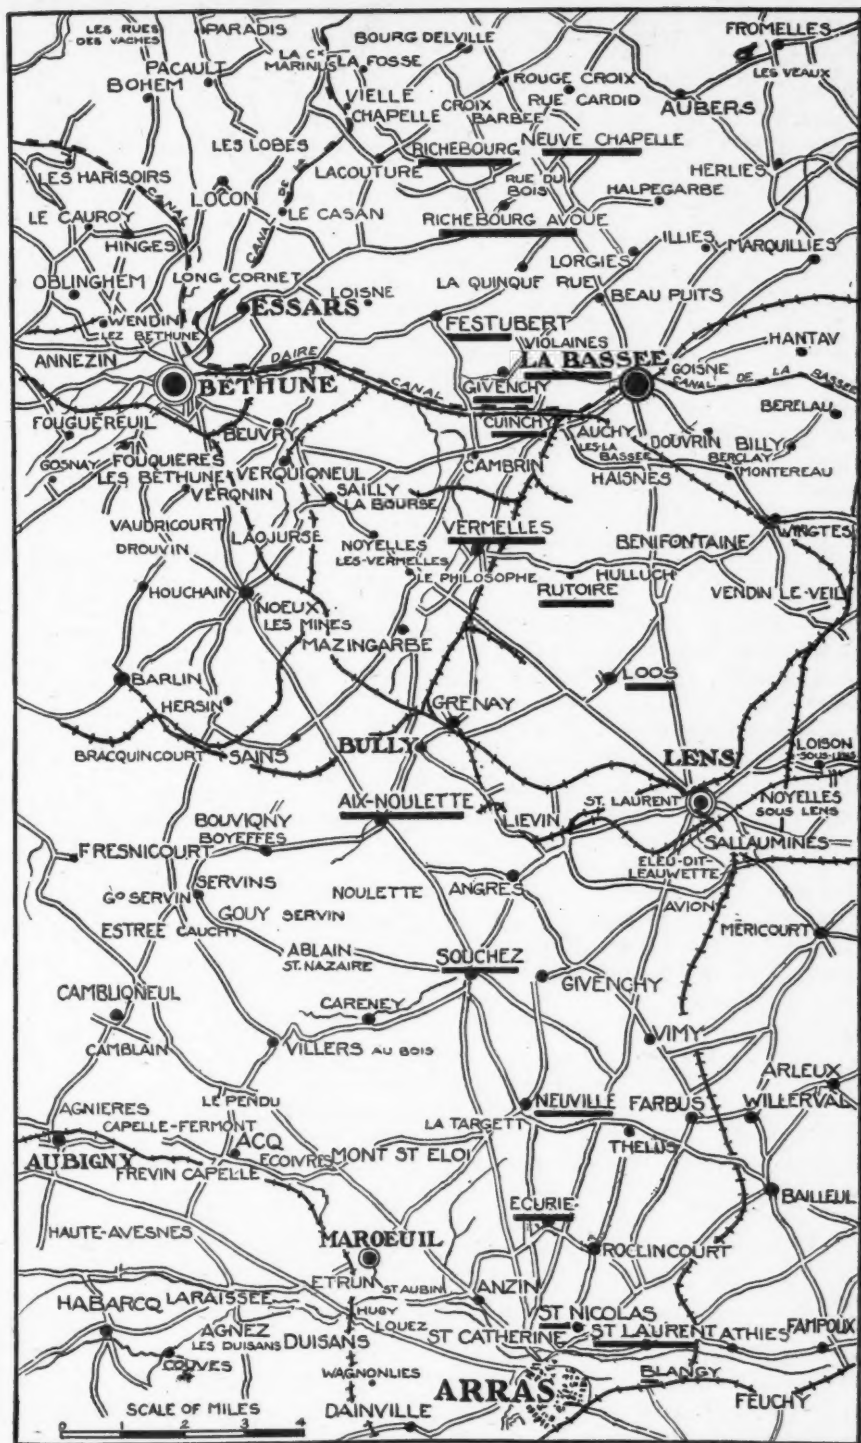 LES RUES
DES VACHES
PARADIS
BOURG DELVILLE
FROMELLES
LA CX
MARINUS
LA FOSSE
LES VEAUX
PACAULT
BOHEM
ROUGE CROIX
VIELLE
CHAPELLE
CROIX
BARBEE
RUE CARDID
AUBERS
LES LOBES
RICHEBOURG
NEUVE CHAPELLE
LES HARISOIRS
LACOUTURE
HERLIES
LOCON
RUE DU
BOIS
HALPEGARBE
LE CAUROY
CANAL
CANAL DE
LE CASAN
RICHEBOURG AVOUE
HINGES
ILLIES
MARQUILLIES
LONG CORNET
LORGIES
OBLINGHEM
LA QUINQUE RUE
LOISNE
BEAU PUITS
ESSARS
WENDIN
LEZ BETHUNE
FESTUBERT
VIOLAINES
HANTAV
ANNEZIN
DAIRE
CANAL
LA BASSEE
GOISNE
CANAL DE LA BASSEE
BETHUNE
GIVENCHY
BERELAU
FOUGUEREUIL
BEUVRY
CUINCHY
AUCHY
LES-LA
BASSEE
DOUVRIN
BILLY
BERCLAY
GOSNAY
FOUQUIERES
LES BETHUNE
VERQUIGNEUL
CAMBRIN
HAISNES
MONTEREAU
VERQNIN
SAILLY
LA BOURSE
VAUDRICOURT
VERMELLES
DROUVIN
LAOJURSE
NOYELLES
LES-VERMELLES
BENIFONTAINE
WINGTES
LE PHILOSOPHE
HULLUCH
HOUCHAIN
RUTOIRE
VENDIN LE-VEIL
NOEUX
LES MINES
MAZINGARBE
BARLIN
LOOS
HERSIN
GRENAY
BRACQUINCOURT
SAINS
BULLY
LENS
LOISON
SOUS-LENS
AIX-NOULETTE
ST. LAURENT
NOYELLES
SOUS LENS
BOUVIGNY
BOYEFFES
LIEVIN
SALLAUMINES
FRESNICOURT
ELEU-DIT-
LEAUWETTE
SERVINS
NOULETTE
ANGRES
GO SERVIN
GOUY SERVIN
AVION
ESTREE CAUCHY
MÉRICOURT
ABLAIN
ST. NAZAIRE
SOUCHEZ
GIVENCHY
CAMBLIQNEUL
CARENEY
VIMY
CAMBLAIN
VILLERS AU BOIS
ARLEUX
LE PENDU
NEUVILLE
FARBUS
WILLERVAL
AGNIERES
CAPELLE-FERMONT
LA TARGETT
ACQ
THELUS
AUBIGNY
ECOIVRES
MONT ST ELOI
FREVIN CAPELLE
BAILLEUL
ECURIE
HAUTE-AVESNES
MAROEUIL
ROCLINCOURT
ETRUN
ST AUBIN
ANZIN
LARAISSEE
HABARCQ
HUGY
LOUEZ
ST NICOLAS
AGNEZ
LES DUISANS
DUISANS
ST CATHERINE
ST LAURENT
ATHIES
FAMPOUX
COUVES
WAGNONLIES
BLANGY
ARRAS
FEUCHY
SCALE OF MILES
DAINVILLE
0 1 2 3 4